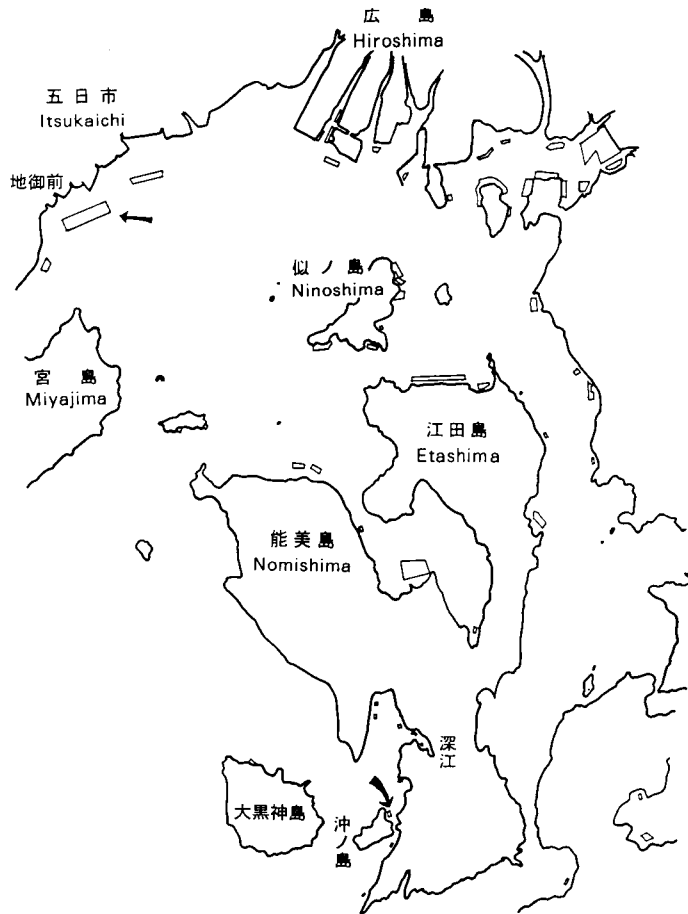 広島
Hiroshima
五日市
Itsukaichi
地御前
似ノ島
Ninoshima
宮島
Miyajima
江田島
Etashima
能美島
Nomishima
深江
大黒神島
沖ノ島